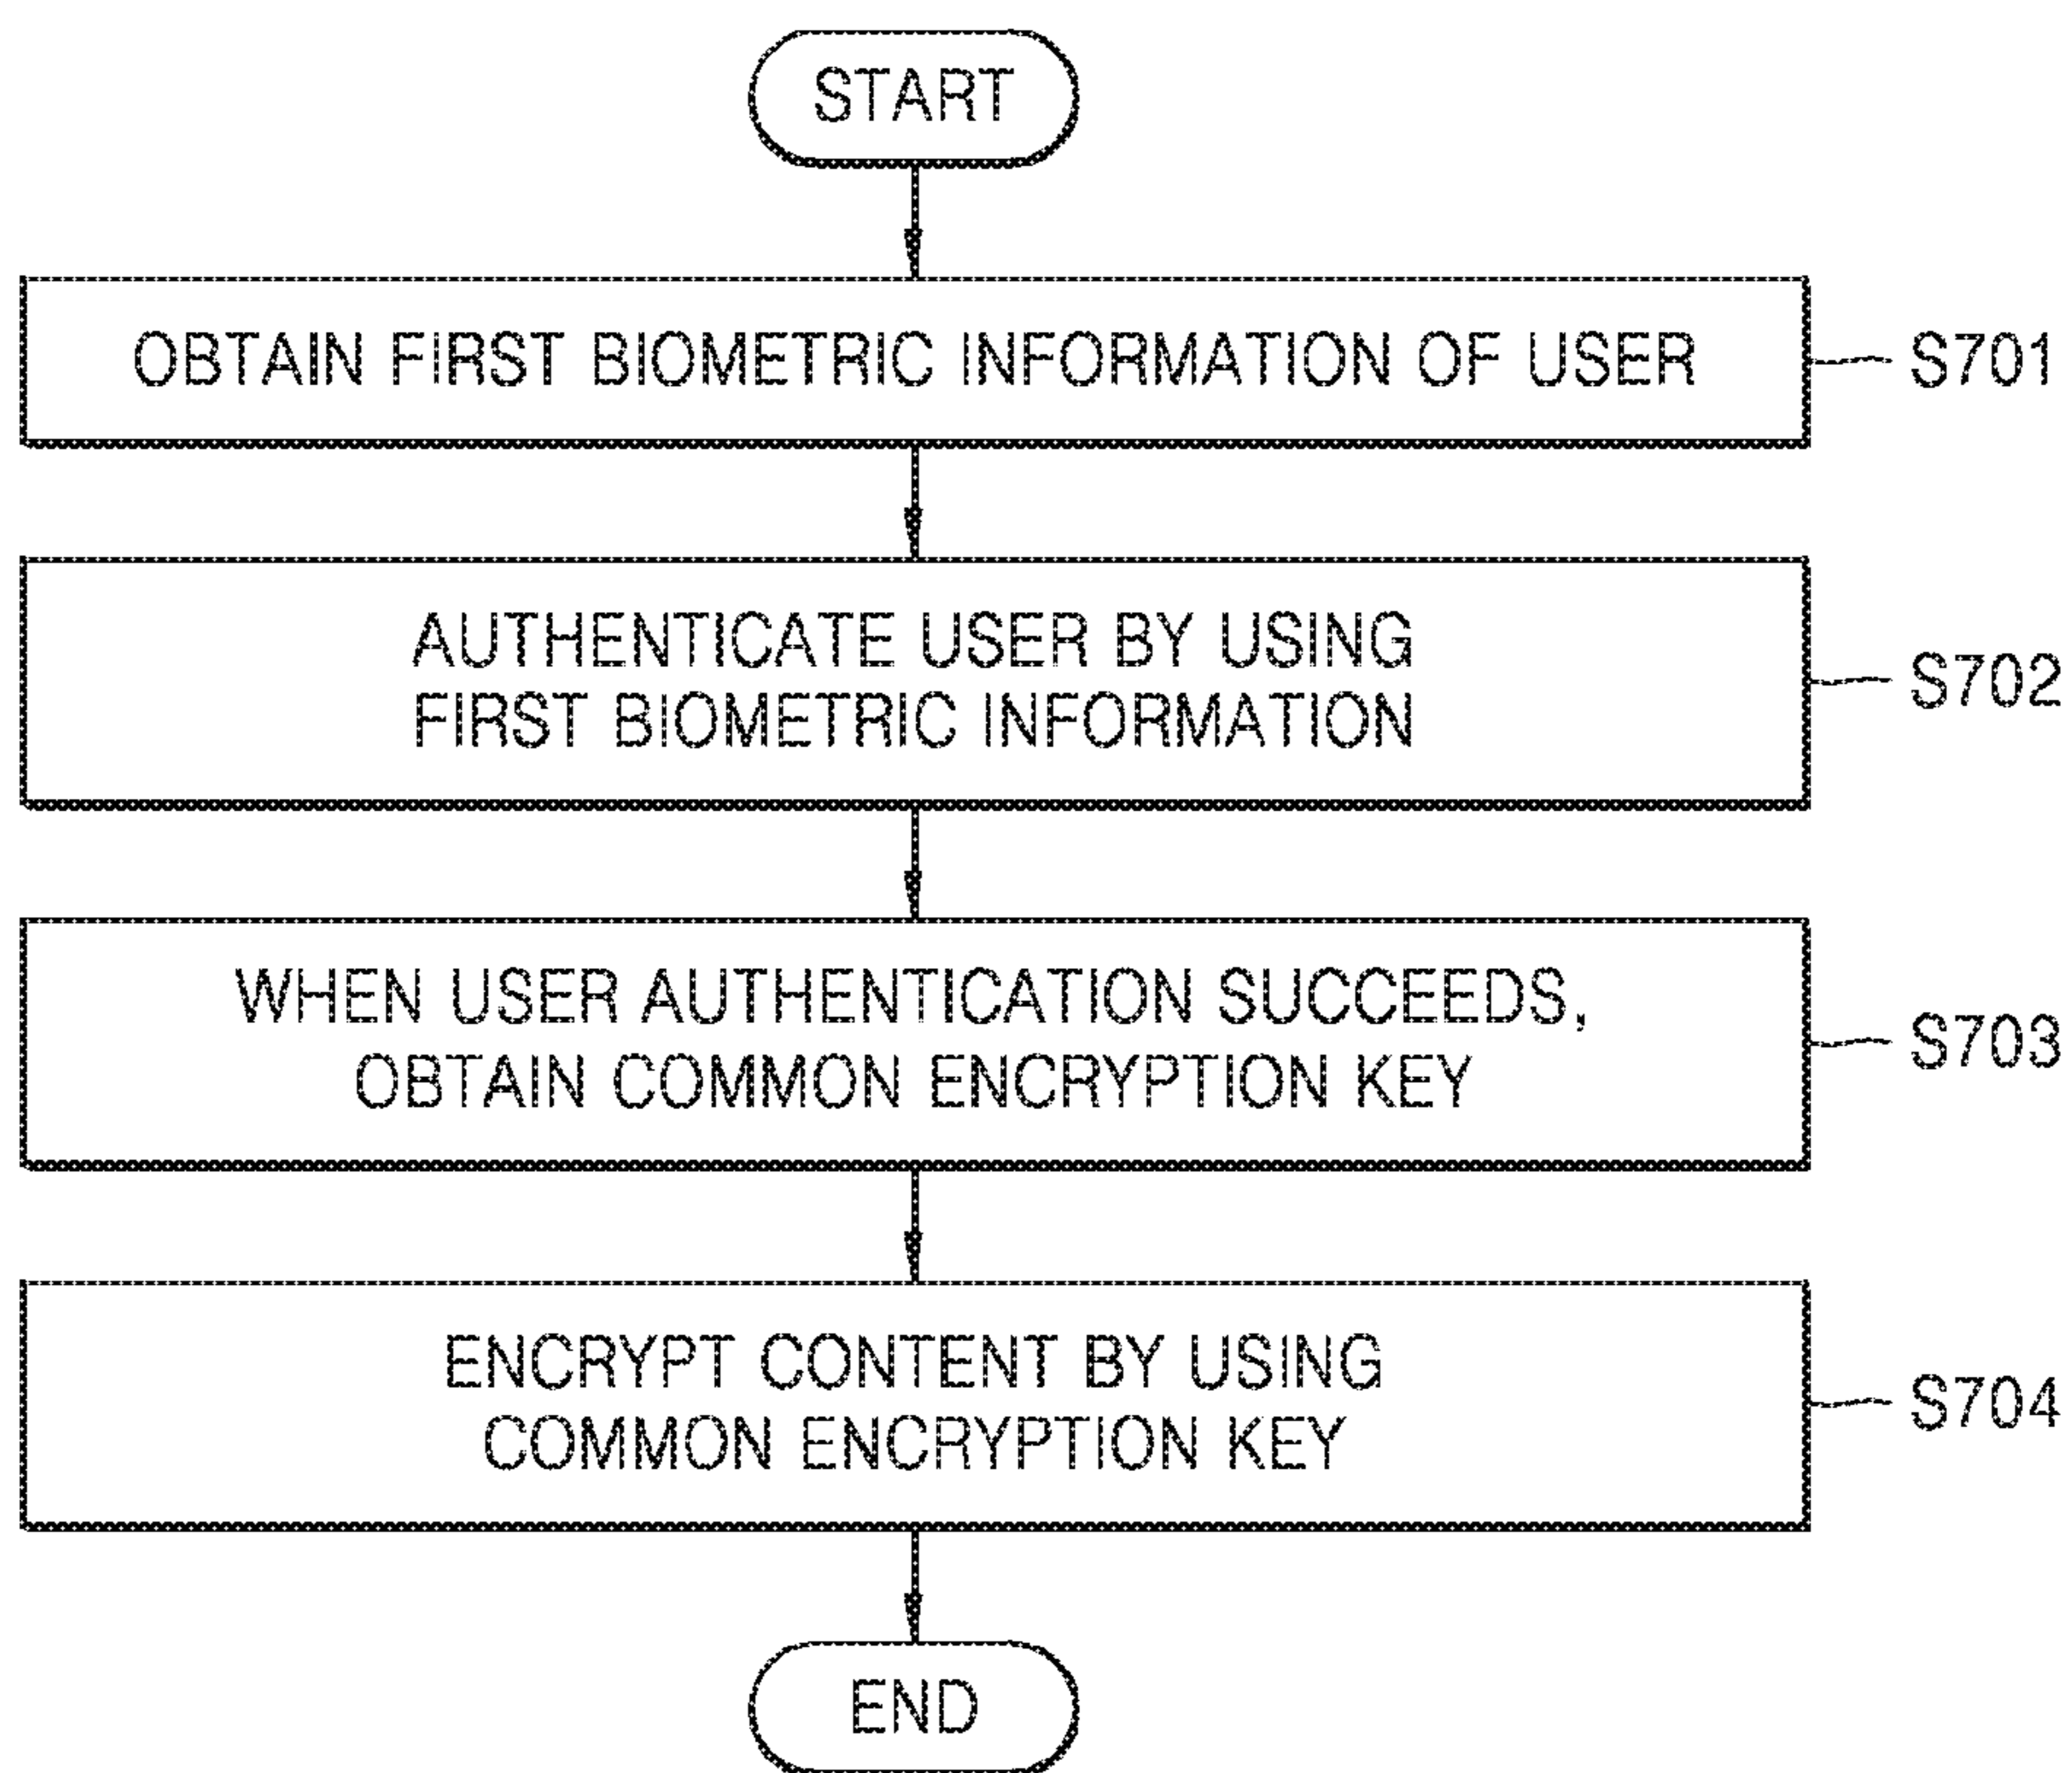 START
OBTAIN FIRST BIOMETRIC INFORMATION OF USER
S701
AUTHENTICATE USER BY USING
FIRST BIOMETRIC INFORMATION
S702
WHEN USER AUTHENTICATION SUCCEEDS,
OBTAIN COMMON ENCRYPTION KEY
S703
ENCRYPT CONTENT BY USING
COMMON ENCRYPTION KEY
S704
END